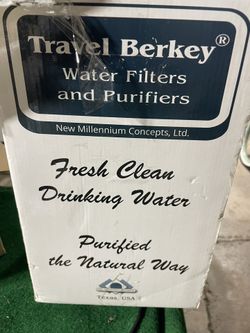 Travel Berkey®
Water Filters
and Purifiers
New Millennium Concepts, Ltd.
Fresh Clean
Drinking Water
Purified
the Natural Way
Texas, USA